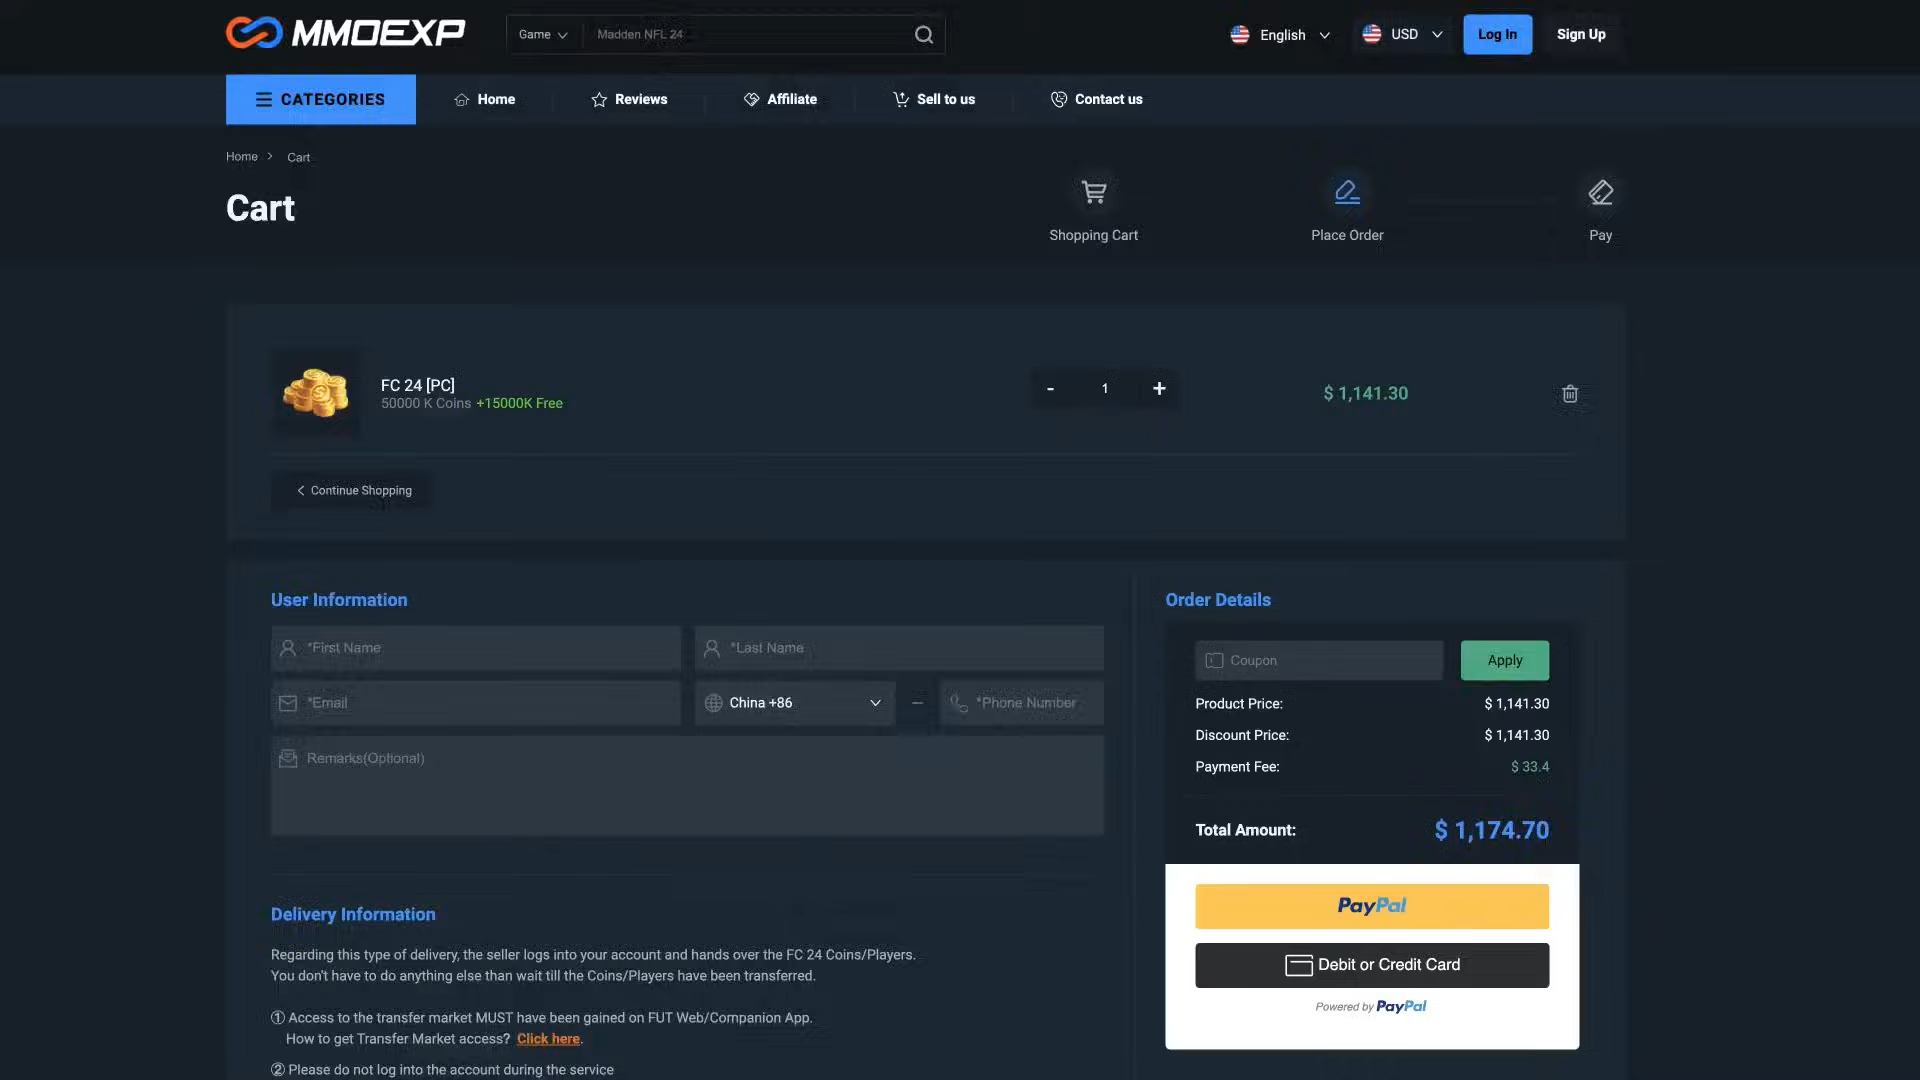 MMOEXP
Game
Madden NFL 24
English
USD
Log In
Sign Up
CATEGORIES
Home
Reviews
Affiliate
Sell to us
Contact us
Home > Cart
Cart
Shopping Cart
Place Order
Pay
FC 24 [PC]
50000 K Coins +15000K Free
- 1 +
$ 1,141.30
< Continue Shopping
User Information
*First Name
*Last Name
*Email
China +86
*Phone Number
Remarks(Optional)
Delivery Information
Regarding this type of delivery, the seller logs into your account and hands over the FC 24 Coins/Players.
You don't have to do anything else than wait till the Coins/Players have been transferred.
① Access to the transfer market MUST have been gained on FUT Web/Companion App.
How to get Transfer Market access? Click here.
② Please do not log into the account during the service
Order Details
Coupon
Apply
Product Price: $ 1,141.30
Discount Price: $ 1,141.30
Payment Fee: $ 33.4
Total Amount: $ 1,174.70
PayPal
Debit or Credit Card
Powered by PayPal